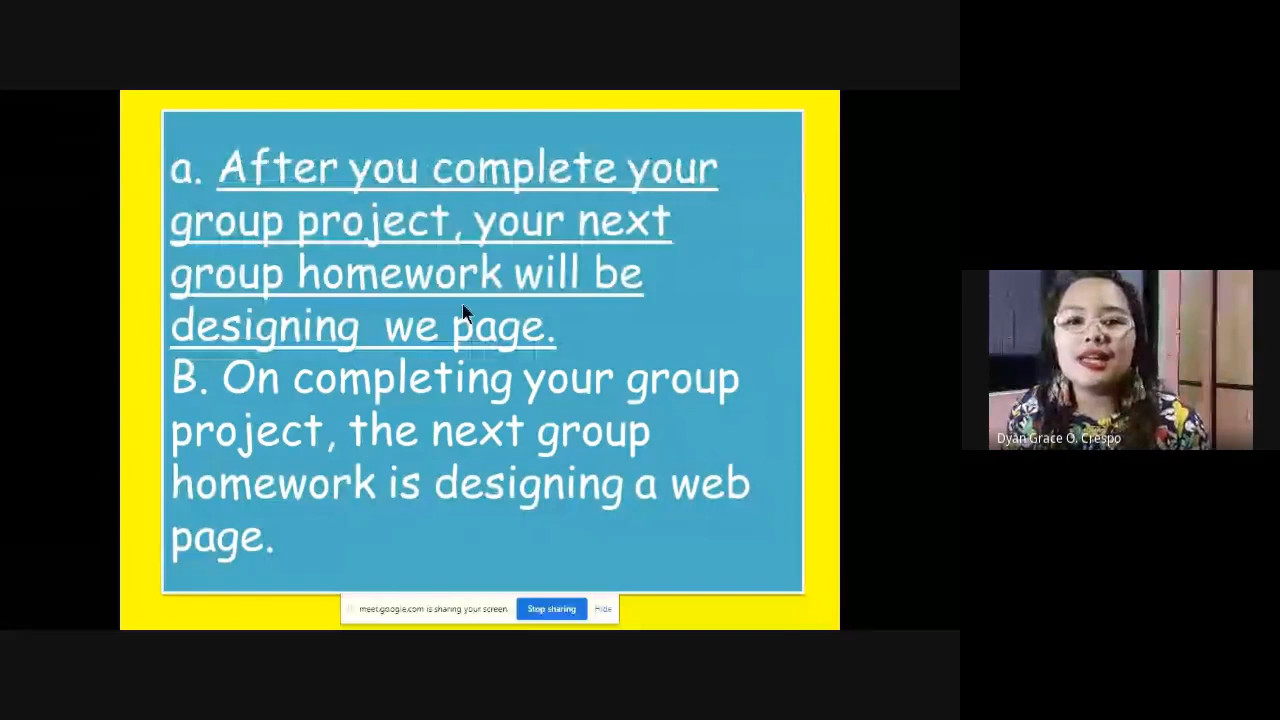 a. After you complete your
group project, your next
group homework will be
designing we page.
B. On completing your group
project, the next group
homework is designing a web
page.
meet.google.com is sharing your screen
Stop sharing
Hide
Dyan Grace O. Crespo